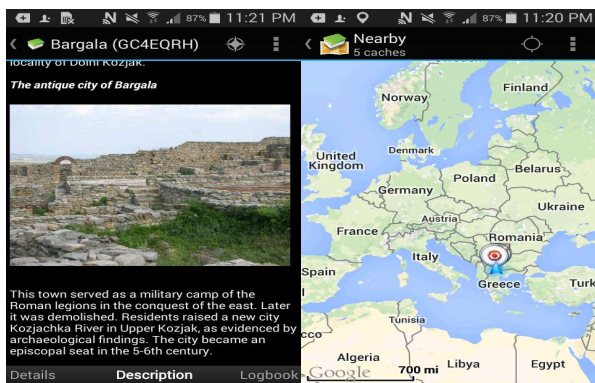 87% 11:21 PM
Bargala (GC4EQRH)
locality of Dolni Kozjak.
The antique city of Bargala
This town served as a military camp of the
Roman legions in the conquest of the east. Later
it was demolished. Residents raised a new city
Kozjachka River in Upper Kozjak, as evidenced by
archaeological findings. The city became an
episcopal seat in the 5-6th century.
Details Description Logbook
87% 11:20 PM
Nearby
5 caches
Finland
Norway
United
Kingdom
Denmark
Belarus
Poland
Germany
Ukraine
Austria
France
Romania
Italy
Spain
Greece
Turk
Tunisia
cco
Algeria
Libya
Egypt
Google
700 mi